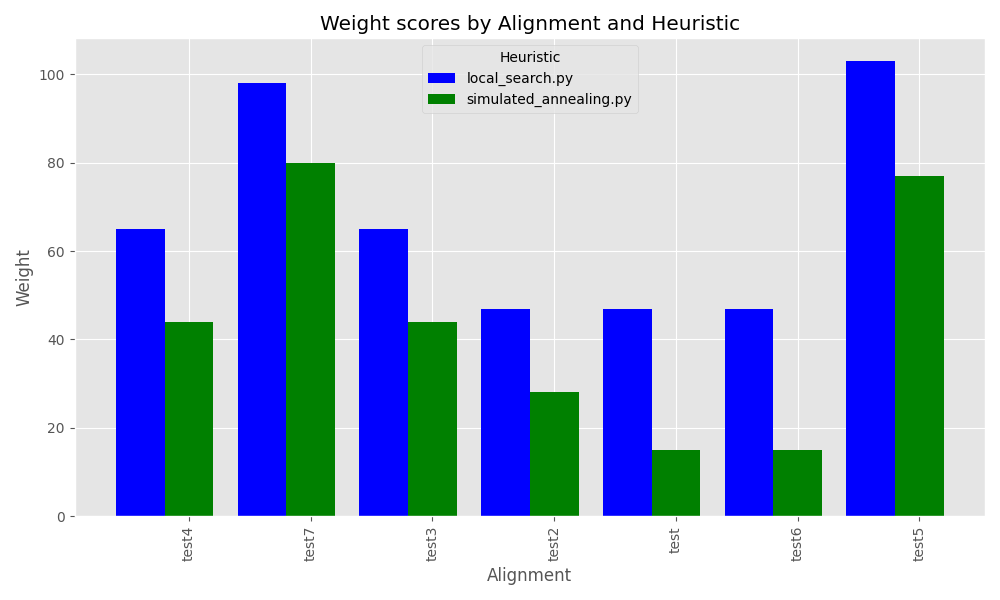 Weight scores by Alignment and Heuristic
Heuristic
local_search.py
simulated_annealing.py
Weight
100
80
60
40
20
0
test4
test7
test3
test2
test
test6
test5
Alignment